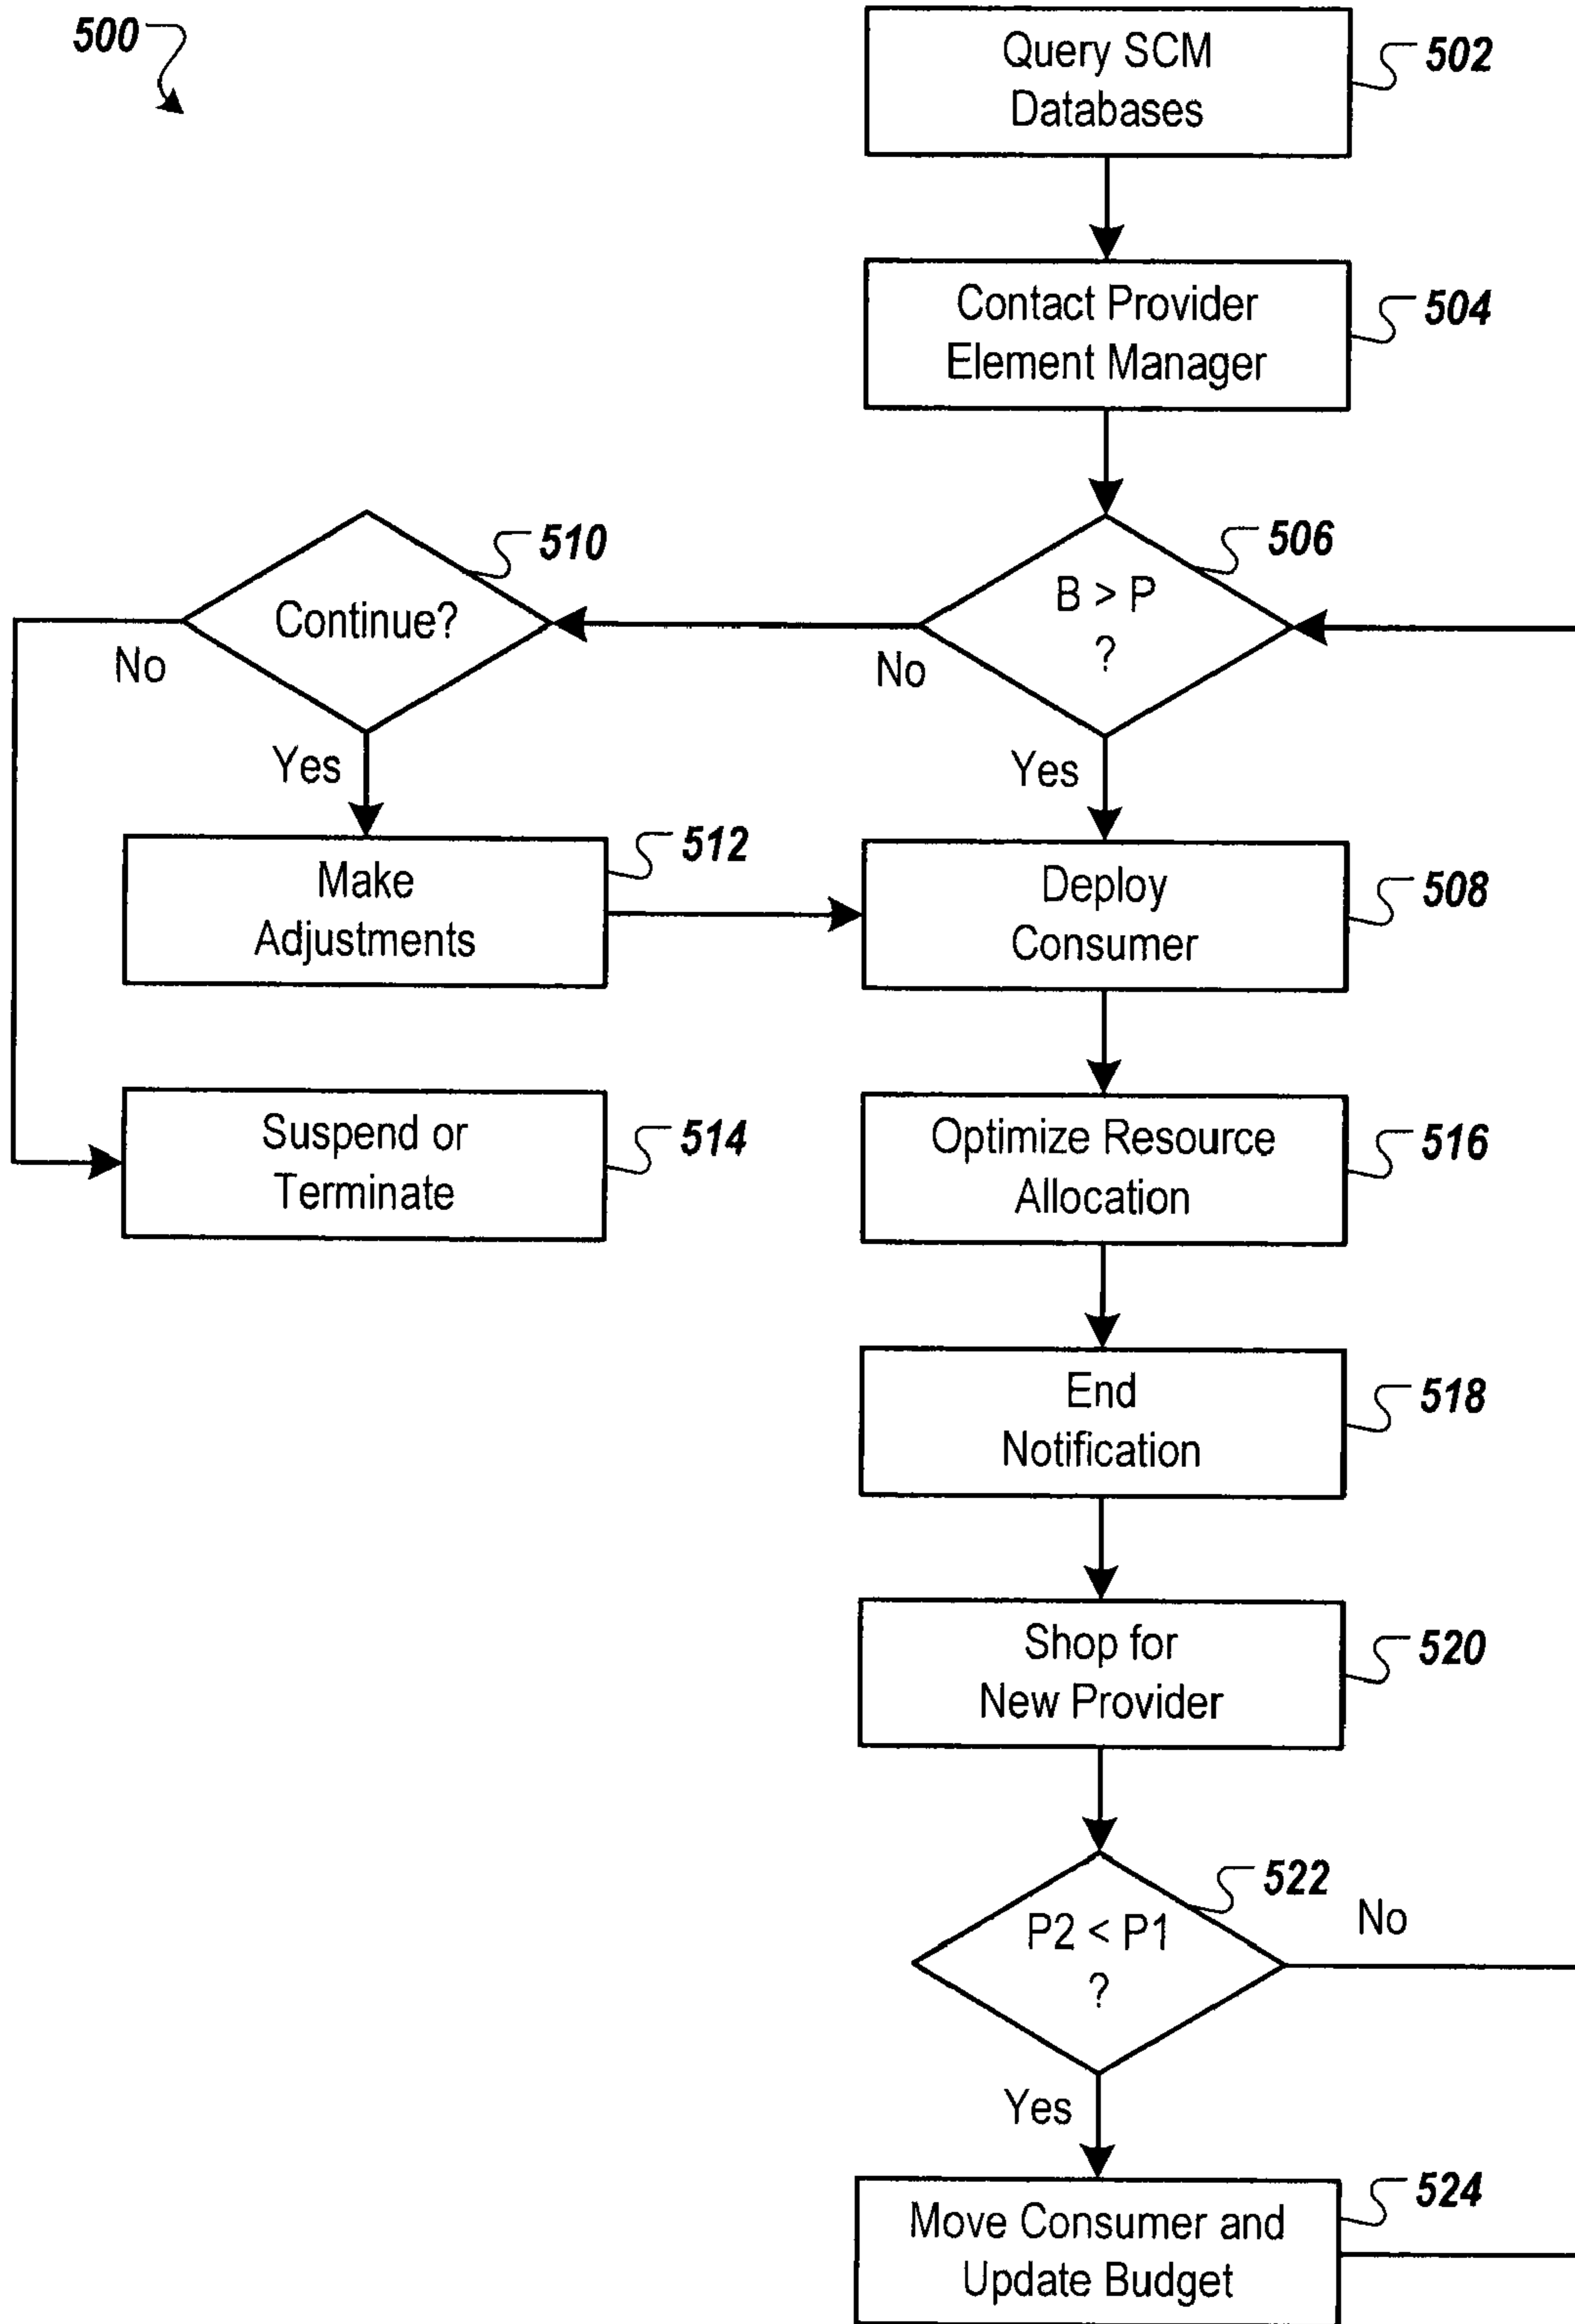 500
Query SCM
Databases
502
Contact Provider
Element Manager
504
B > P
?
506
No
Yes
Continue?
510
No
Yes
Make
Adjustments
512
Deploy
Consumer
508
Suspend or
Terminate
514
Optimize Resource
Allocation
516
End
Notification
518
Shop for
New Provider
520
P2 < P1
?
522
No
Yes
Move Consumer and
Update Budget
524